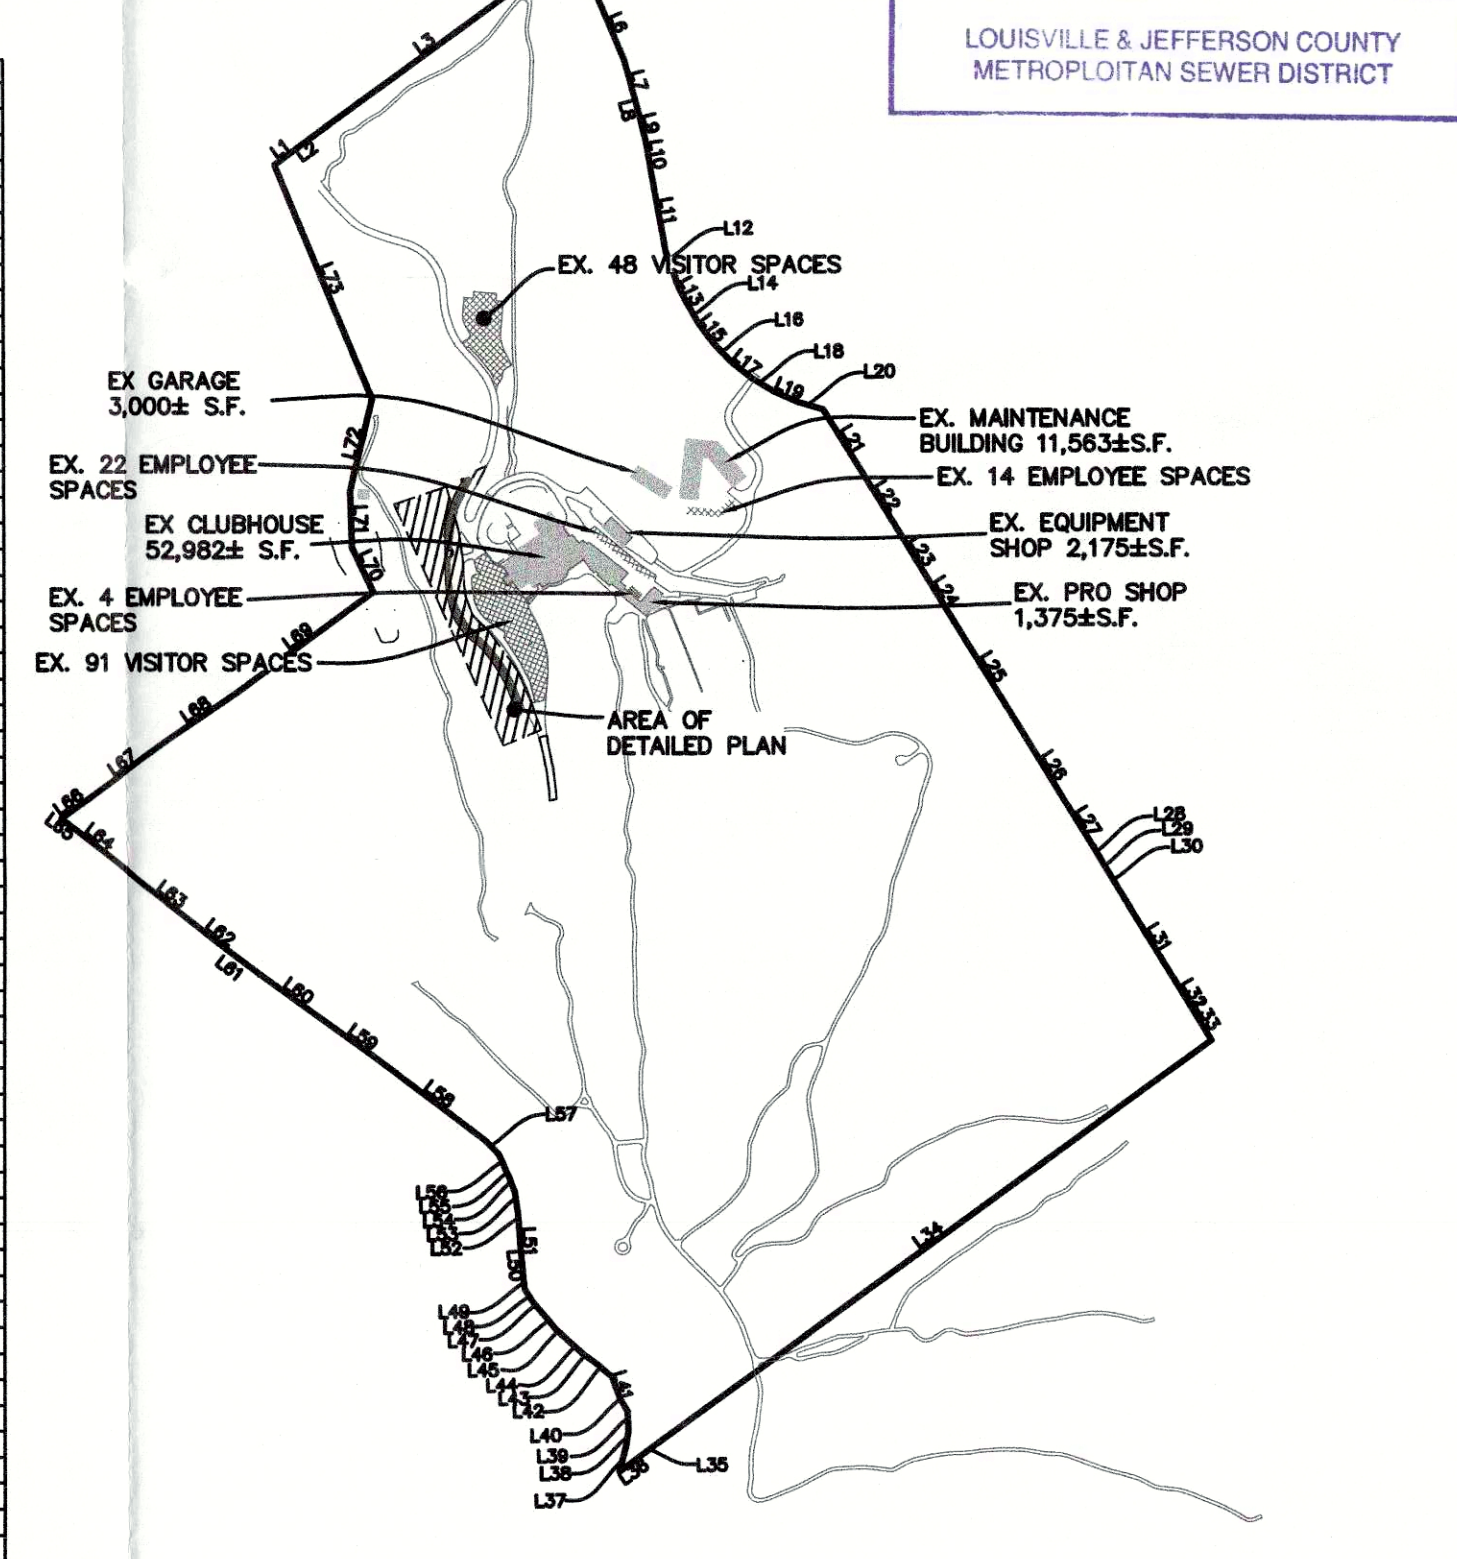 LOUISVILLE & JEFFERSON COUNTY
METROPLOITAN SEWER DISTRICT
L3
L6
L7
L8
L9
L10
L1
L2
L11
L12
L73
EX. 48 VISITOR SPACES
L13
L14
L15
L16
L17
L18
L19
L20
EX GARAGE
3,000± S.F.
EX. MAINTENANCE
BUILDING 11,563±S.F.
L21
L72
EX. 22 EMPLOYEE
SPACES
EX. 14 EMPLOYEE SPACES
L22
L71
EX CLUBHOUSE
52,982± S.F.
EX. EQUIPMENT
SHOP 2,175±S.F.
L23
L70
L24
EX. 4 EMPLOYEE
SPACES
EX. PRO SHOP
1,375±S.F.
L69
EX. 91 VISITOR SPACES
L25
L68
AREA OF
DETAILED PLAN
L67
L26
L66
L65
L64
L27
L28
L29
L30
L63
L62
L61
L31
L60
L32
L33
L59
L58
L57
L56
L55
L54
L53
L52
L51
L50
L34
L49
L48
L47
L46
L45
L44
L43
L42
L41
L40
L39
L38
L37
L36
L35